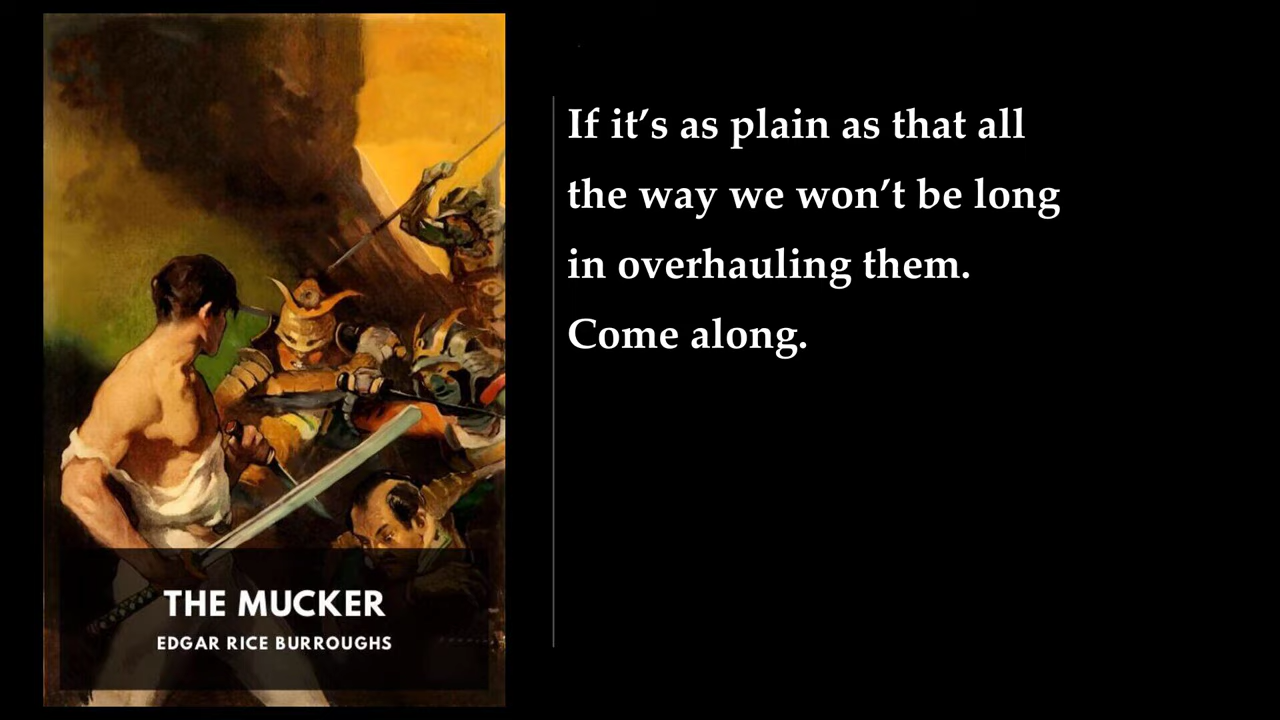 THE MUCKER
EDGAR RICE BURROUGHS
If it’s as plain as that all
the way we won’t be long
in overhauling them.
Come along.